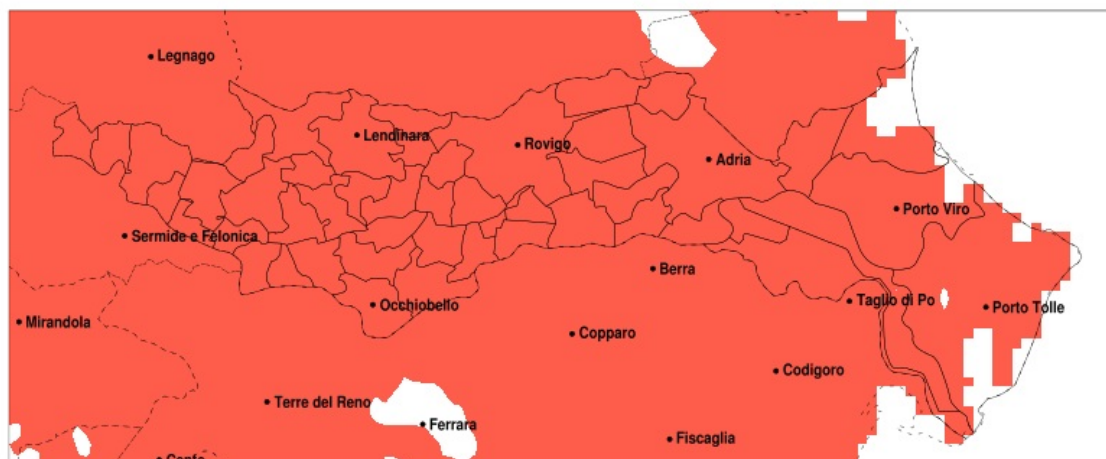 Legnago
Lendinara
Rovigo
Adria
Porto Viro
Sermide e Felonica
Berra
Occhiobello
Taglio di Po
Porto Tolle
Mirandola
Copparo
Codigoro
Terre del Reno
Ferrara
Fiscaglia